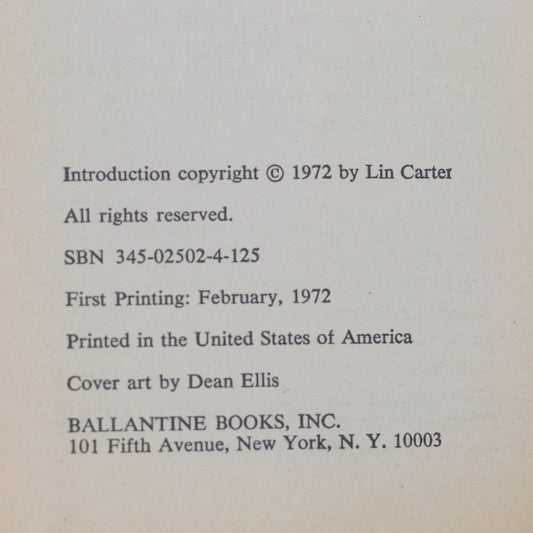 Introduction copyright © 1972 by Lin Carter
All rights reserved.
SBN 345-02502-4-125
First Printing: February, 1972
Printed in the United States of America
Cover art by Dean Ellis
BALLANTINE BOOKS, INC.
101 Fifth Avenue, New York, N. Y. 10003